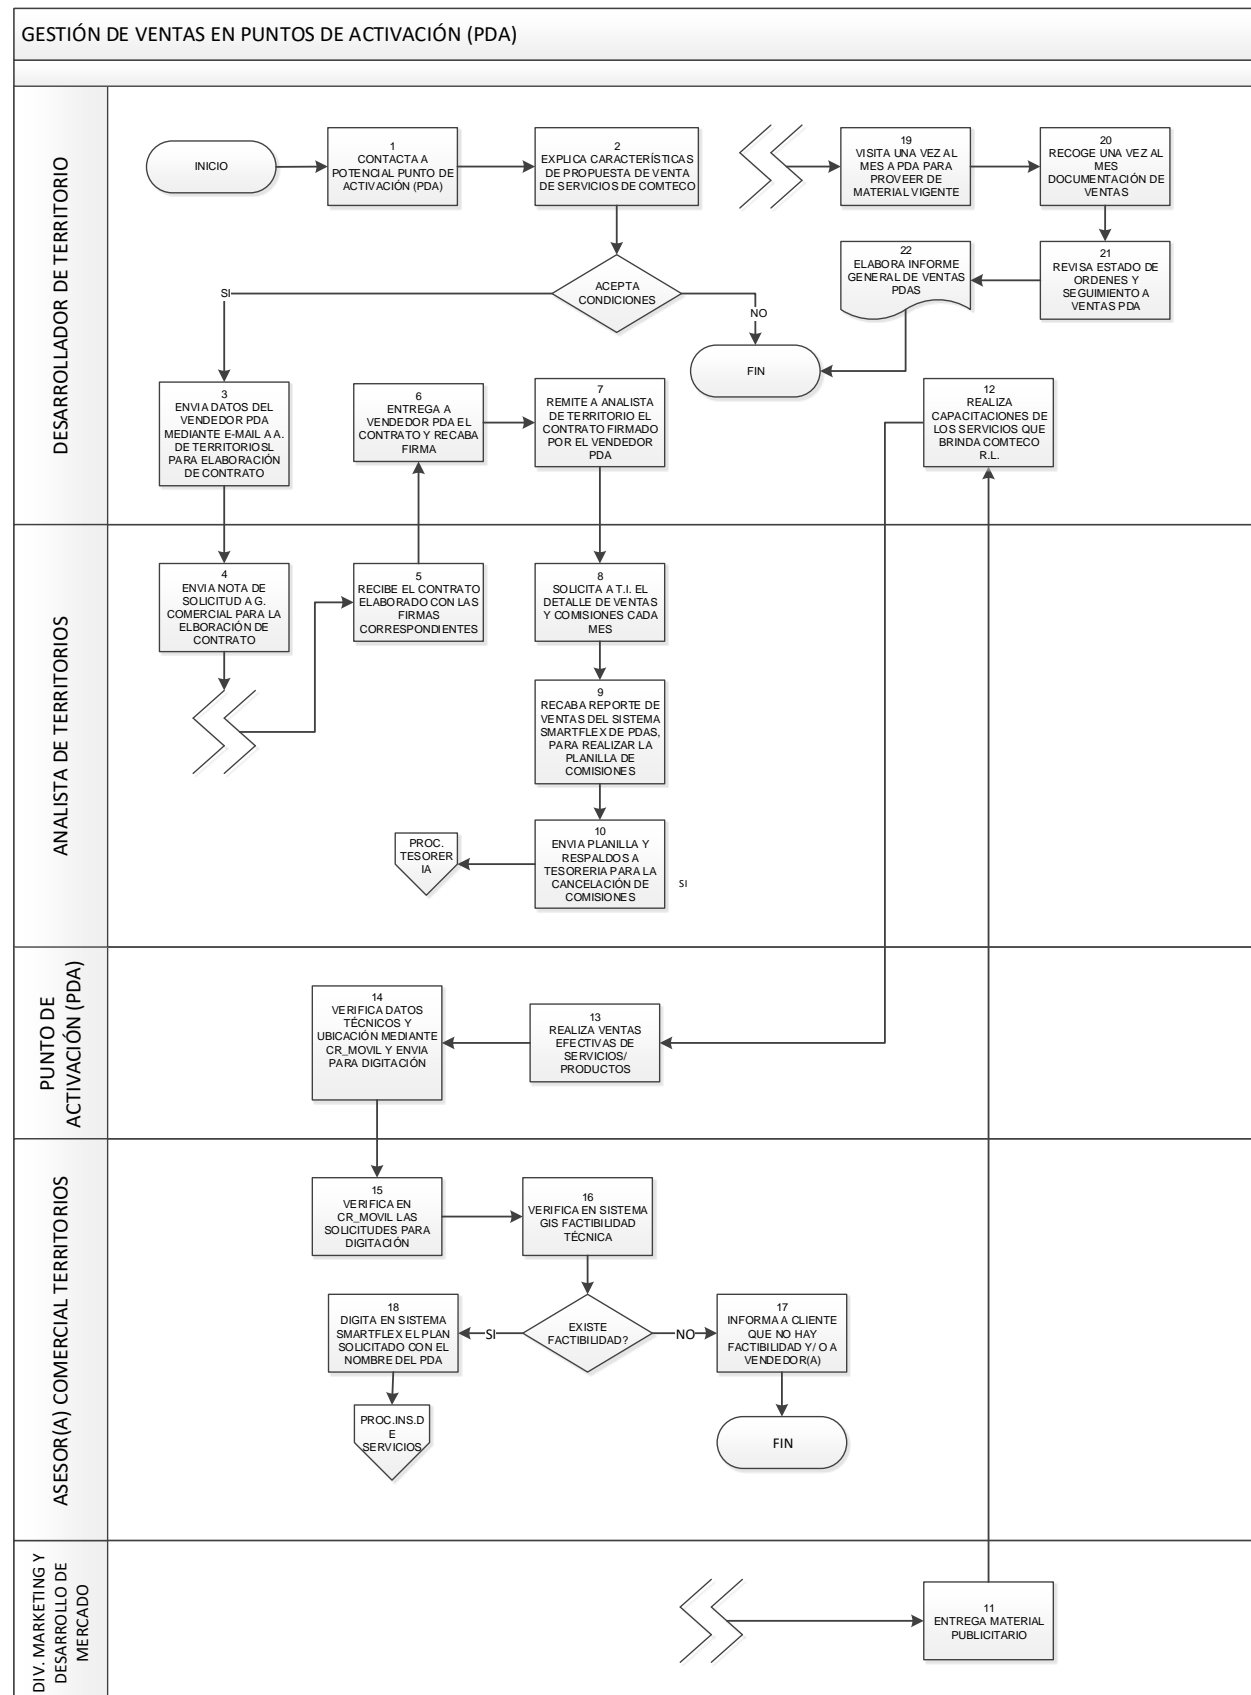 GESTIÓN DE VENTAS EN PUNTOS DE ACTIVACIÓN (PDA)
DESARROLLADOR DE TERRITORIO
INICIO
1
CONTACTA A
POTENCIAL PUNTO DE
ACTIVACIÓN (PDA)
2
EXPLICA CARACTERÍSTICAS
DE PROPUESTA DE VENTA
DE SERVICIOS DE COMTECO
19
VISITA UNA VEZ AL
MES A PDA PARA
PROVEER DE
MATERIAL VIGENTE
20
RECOGE UNA VEZ AL
MES
DOCUMENTACIÓN DE
VENTAS
21
REVISA ESTADO DE
ORDENES Y
SEGUIMIENTO A
VENTAS PDA
22
ELABORA INFORME
GENERAL DE VENTAS
PDAS
ACEPTA
CONDICIONES
SI
NO
FIN
3
ENVIA DATOS DEL
VENDEDOR PDA
MEDIANTE E-MAIL A A.
DE TERRITORIOSL
PARA ELABORACIÓN
DE CONTRATO
6
ENTREGA A
VENDEDOR PDA EL
CONTRATO Y RECABA
FIRMA
7
REMITE A ANALISTA
DE TERRITORIO EL
CONTRATO FIRMADO
POR EL VENDEDOR
PDA
12
REALIZA
CAPACITACIONES DE
LOS SERVICIOS QUE
BRINDA COMTECO
R.L.
ANALISTA DE TERRITORIOS
4
ENVIA NOTA DE
SOLICITUD A G.
COMERCIAL PARA LA
ELBORACIÓN DE
CONTRATO
5
RECIBE EL CONTRATO
ELABORADO CON LAS
FIRMAS
CORRESPONDIENTES
8
SOLICITA A T.I. EL
DETALLE DE VENTAS
Y COMISIONES CADA
MES
9
RECABA REPORTE DE
VENTAS DEL SISTEMA
SMARTFLEX DE PDAS,
PARA REALIZAR LA
PLANILLA DE
COMISIONES
10
ENVIA PLANILLA Y
RESPALDOS A
TESORERIA PARA LA
CANCELACIÓN DE
COMISIONES
SI
PROC.
TESORER
IA
PUNTO DE
ACTIVACIÓN (PDA)
14
VERIFICA DATOS
TÉCNICOS Y
UBICACIÓN MEDIANTE
CR_MOVIL Y ENVIA
PARA DIGITACIÓN
13
REALIZA VENTAS
EFECTIVAS DE
SERVICIOS/
PRODUCTOS
ASESOR(A) COMERCIAL TERRITORIOS
15
VERIFICA EN
CR_MOVIL LAS
SOLICITUDES PARA
DIGITACIÓN
16
VERIFICA EN SISTEMA
GIS FACTIBILIDAD
TÉCNICA
18
DIGITA EN SISTEMA
SMARTFLEX EL PLAN
SOLICITADO CON EL
NOMBRE DEL PDA
SI
EXISTE
FACTIBILIDAD?
NO
17
INFORMA A CLIENTE
QUE NO HAY
FACTIBILIDAD Y/ O A
VENDEDOR(A)
PROC.INS.D
E
SERVICIOS
FIN
DIV. MARKETING Y
DESARROLLO DE
MERCADO
11
ENTREGA MATERIAL
PUBLICITARIO